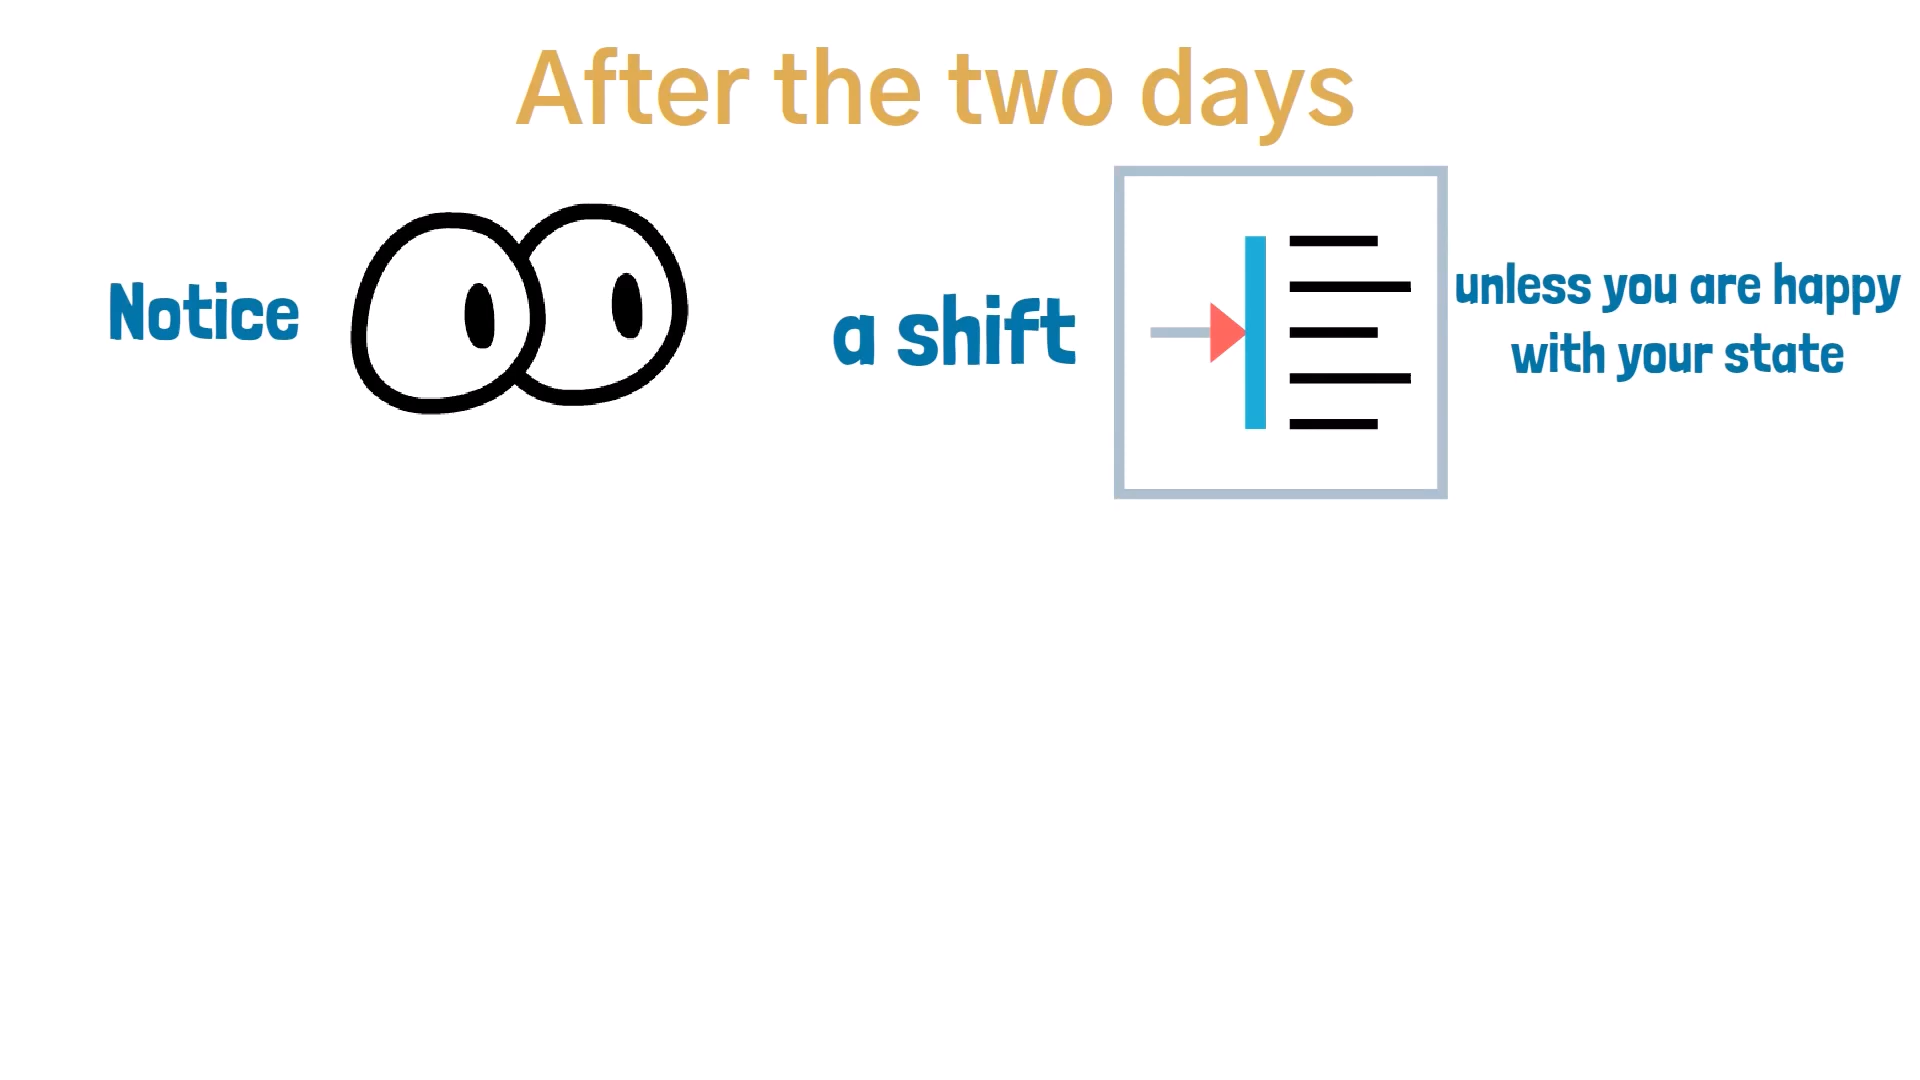 After the two days
Notice
a shift
unless you are happy
with your state